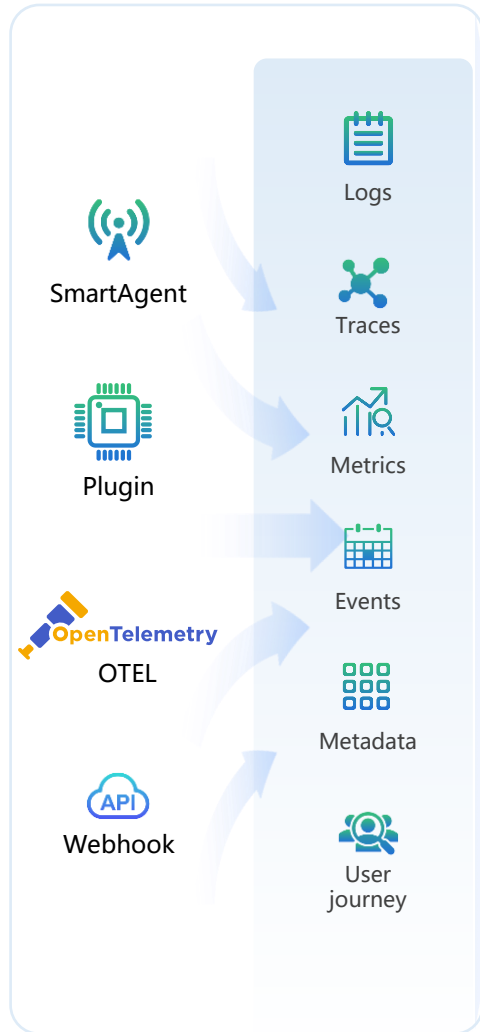 SmartAgent
Plugin
OpenTelemetry
OTEL
API
Webhook
Logs
Traces
Metrics
Events
Metadata
User
journey